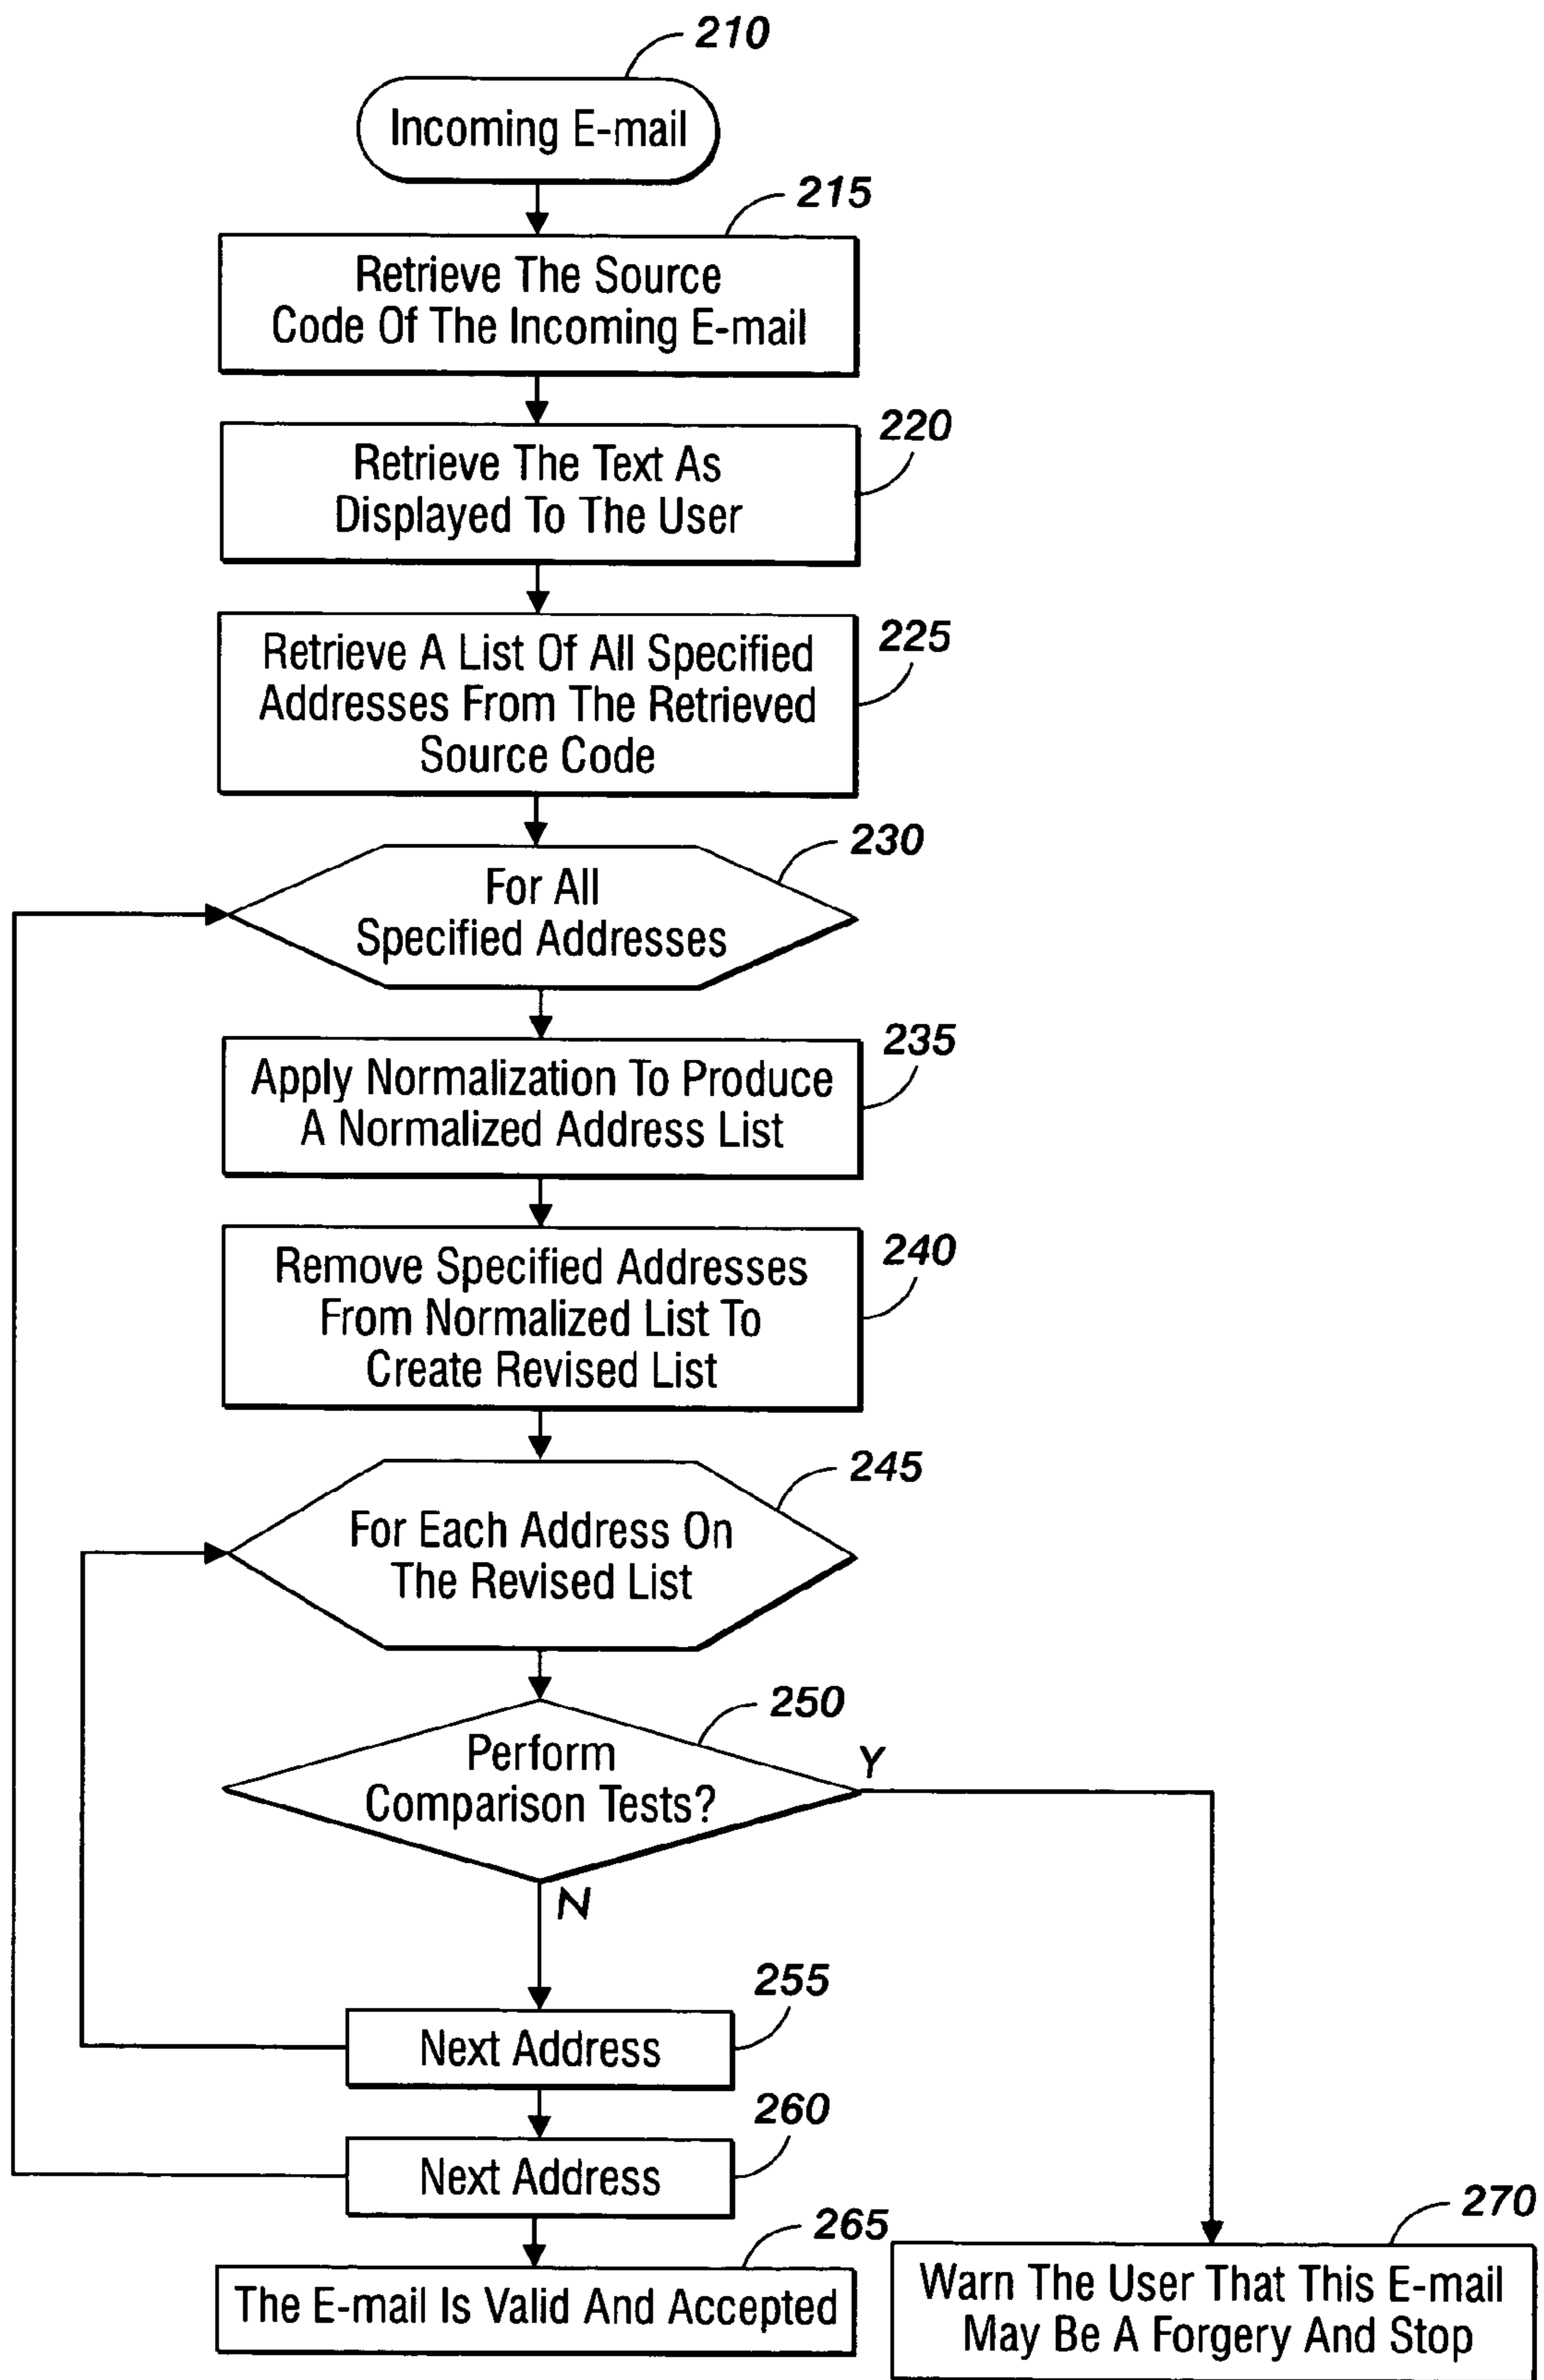 210
Incoming E-mail
215
Retrieve The Source
Code Of The Incoming E-mail
220
Retrieve The Text As
Displayed To The User
225
Retrieve A List Of All Specified
Addresses From The Retrieved
Source Code
230
For All
Specified Addresses
235
Apply Normalization To Produce
A Normalized Address List
240
Remove Specified Addresses
From Normalized List To
Create Revised List
245
For Each Address On
The Revised List
250
Perform
Comparison Tests?
Y
N
255
Next Address
260
Next Address
265
The E-mail Is Valid And Accepted
270
Warn The User That This E-mail
May Be A Forgery And Stop